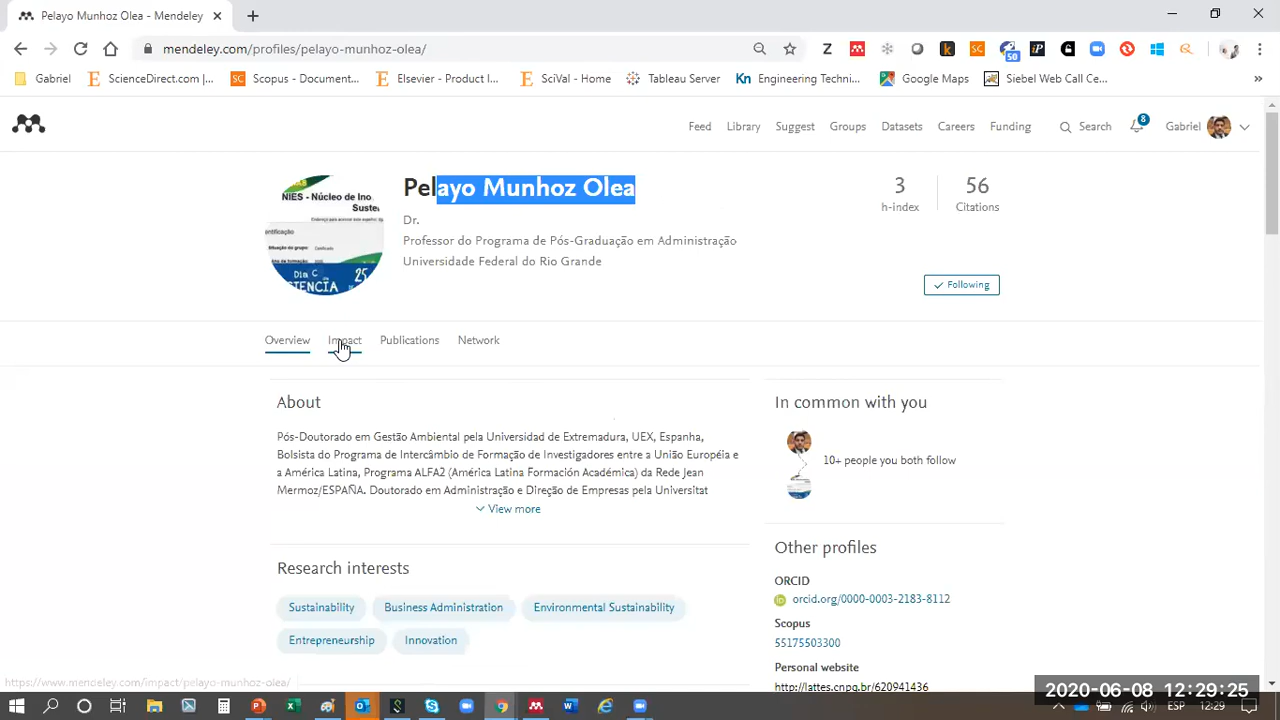 Pelayo Munhoz Olea - Mendeley
mendeley.com/profiles/pelayo-munhoz-olea/
50
Gabriel
ScienceDirect.com |...
Scopus - Documen...
Elsevier - Product I...
SciVal - Home
Tableau Server
Engineering Techni...
Google Maps
Siebel Web Call Ce...
Feed
Library
Suggest
Groups
Datasets
Careers
Funding
Search
8
Gabriel
NIES - Núcleo de Ino
Suste
Pelayo Munhoz Olea
3
h-index
56
Citations
Dr.
Professor do Programa de Pós-Graduação em Administração
Universidade Federal do Rio Grande
Dia C
25
Following
Overview
Impact
Publications
Network
About
Pós-Doutorado em Gestão Ambiental pela Universidad de Extremadura, UEX, Espanha,
Bolsista do Programa de Intercâmbio de Formação de Investigadores entre a União Européia e
a América Latina, Programa ALFA2 (América Latina Formación Académica) da Rede Jean
Mermoz/ESPAÑA. Doutorado em Administração e Direção de Empresas pela Universitat
View more
In common with you
10+ people you both follow
Research interests
Sustainability
Business Administration
Environmental Sustainability
Entrepreneurship
Innovation
Other profiles
ORCID
orcid.org/0000-0003-2183-8112
Scopus
55175503300
Personal website
http://lattes.cnpq.br/620941436
https://www.mendeley.com/impact/pelayo-munhoz-olea/
2020-06-08 12:29:25
ESP
12:29